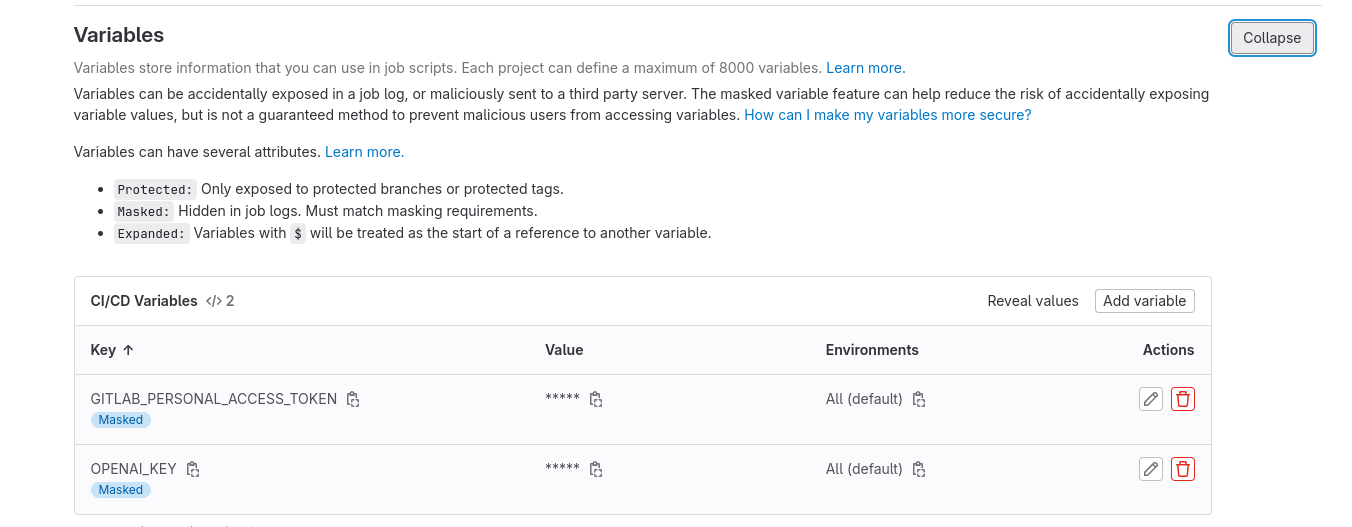 Variables
Collapse
Variables store information that you can use in job scripts. Each project can define a maximum of 8000 variables. Learn more.
Variables can be accidentally exposed in a job log, or maliciously sent to a third party server. The masked variable feature can help reduce the risk of accidentally exposing
variable values, but is not a guaranteed method to prevent malicious users from accessing variables. How can I make my variables more secure?
Variables can have several attributes. Learn more.
• Protected: Only exposed to protected branches or protected tags.
• Masked: Hidden in job logs. Must match masking requirements.
• Expanded: Variables with $ will be treated as the start of a reference to another variable.
CI/CD Variables </> 2 Reveal values Add variable
Key ↑ Value Environments Actions
GITLAB_PERSONAL_ACCESS_TOKEN ***** All (default)
Masked
OPENAI_KEY ***** All (default)
Masked